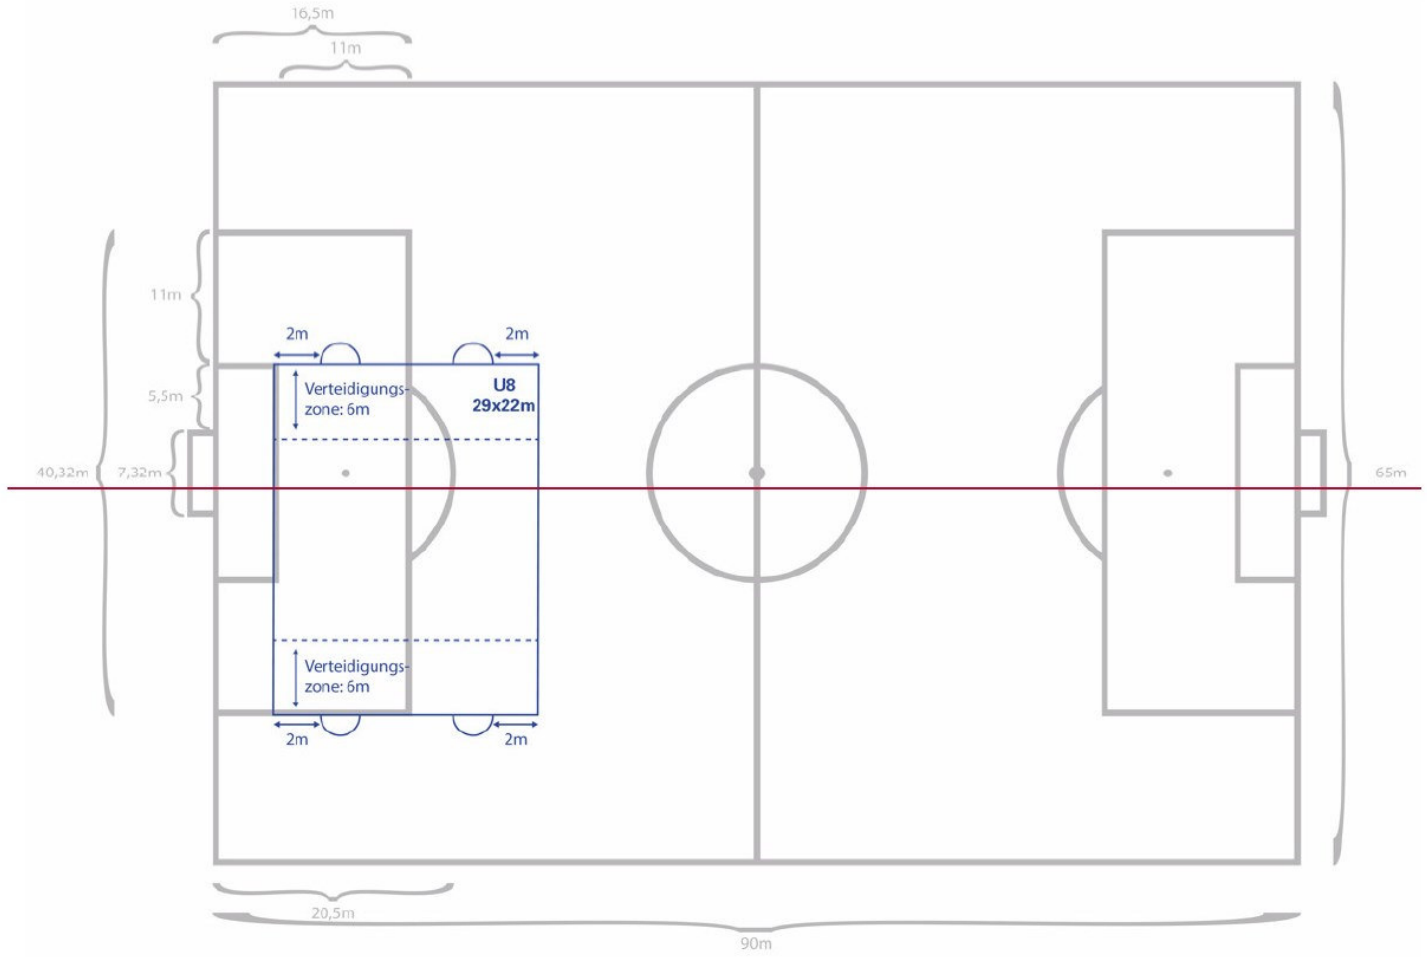 16,5m
11m
11m
2m
2m
Verteidigungs-
zone: 6m
U8
29x22m
5,5m
40,32m
7,32m
65m
Verteidigungs-
zone: 6m
2m
2m
20,5m
90m